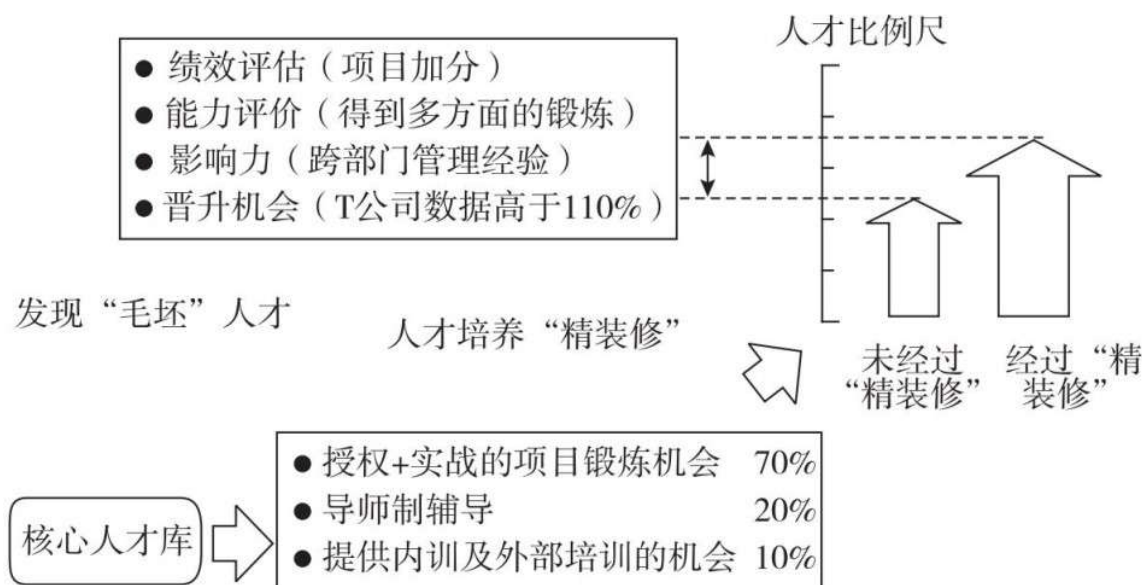 人才比例尺
● 绩效评估（项目加分）
● 能力评价（得到多方面的锻炼）
● 影响力（跨部门管理经验）
● 晋升机会（T公司数据高于110%）
发现“毛坯”人才
人才培养“精装修”
未经过
“精装修”
经过“精
装修”
核心人才库
● 授权+实战的项目锻炼机会 70%
● 导师制辅导 20%
● 提供内训及外部培训的机会 10%